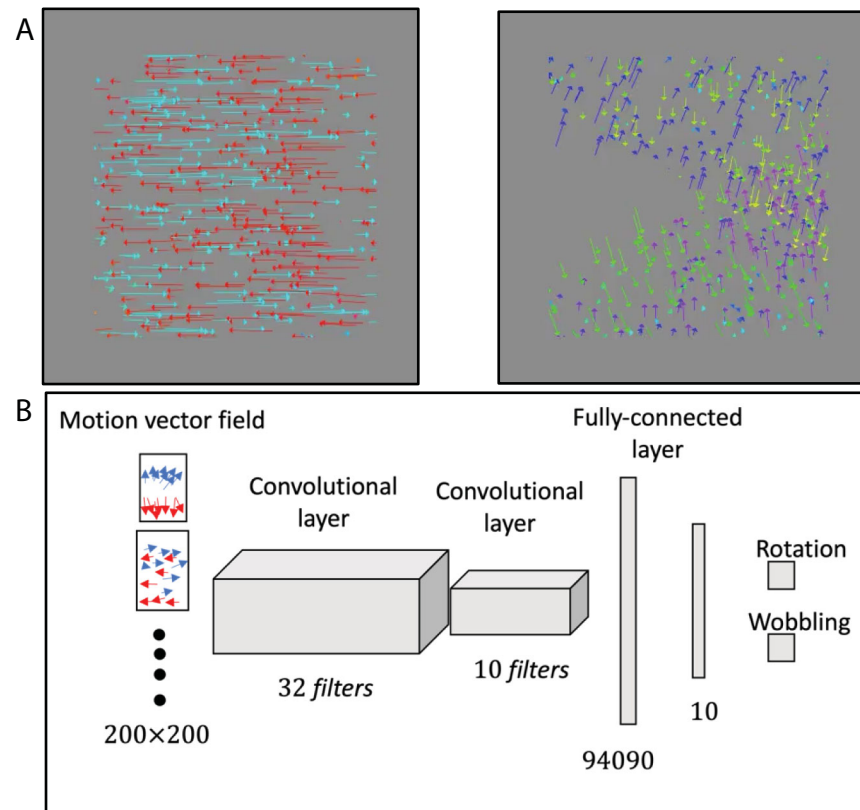 A
B
Motion vector field
Fully-connected
layer
Convolutional
layer
Convolutional
layer
Rotation
Wobbling
32 filters
10 filters
10
200×200
94090